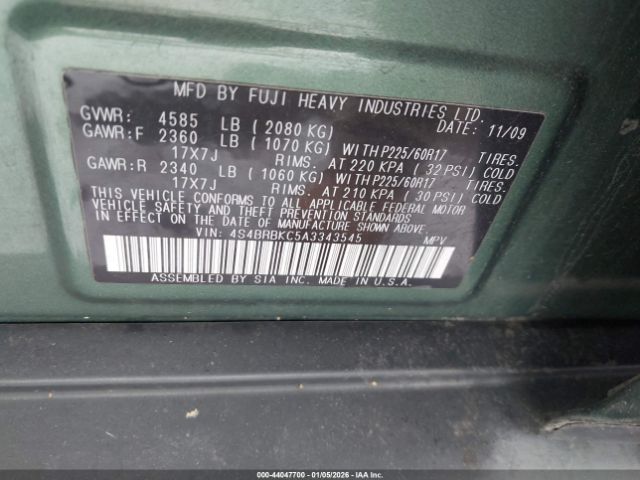 MFD BY FUJI HEAVY INDUSTRIES LTD.
GVWR: 4585 LB ( 2080 KG) DATE: 11/09
GAWR:F 2360 LB ( 1070 KG) WITH P225/60R17 TIRES.
17X7J RIMS. AT 220 KPA ( 32 PSI) COLD
GAWR:R 2340 LB ( 1060 KG) WITH P225/60R17 TIRES.
17X7J RIMS. AT 210 KPA ( 30 PSI) COLD
THIS VEHICLE CONFORMS TO ALL APPLICABLE FEDERAL MOTOR
VEHICLE SAFETY AND THEFT PREVENTION STANDARDS
IN EFFECT ON THE DATE OF MANUFACTURE SHOWN ABOVE.
VIN: 4S4BRBKC5A3343545 MPV
ASSEMBLED BY SIA INC. MADE IN U.S.A.
000-44047700 - 01/05/2026 - COPYRIGHT IAA